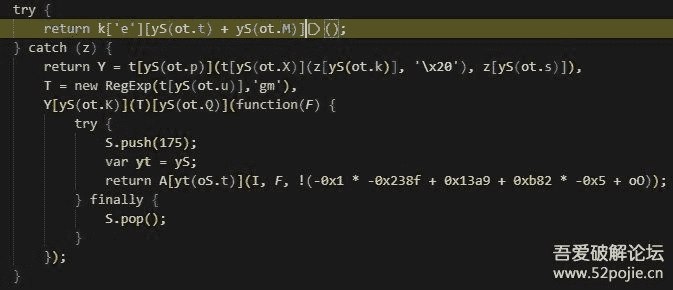 try {
    return k['e'][yS(ot.t) + yS(ot.M)]();
} catch (z) {
    return Y = t[yS(ot.p)](t[yS(ot.X)](z[yS(ot.k)], '\x20'), z[yS(ot.s)]),
    T = new RegExp(t[yS(ot.u)],'gm'),
    Y[yS(ot.K)](T)[yS(ot.Q)](function(F) {
        try {
            S.push(175);
            var yt = yS;
            return A[yt(oS.t)](I, F, !(-0x1 * -0x238f + 0x13a9 + 0xb82 * -0x5 + oO));
        } finally {
            S.pop();
        }
    });
}
吾爱破解论坛
www.52pojie.cn